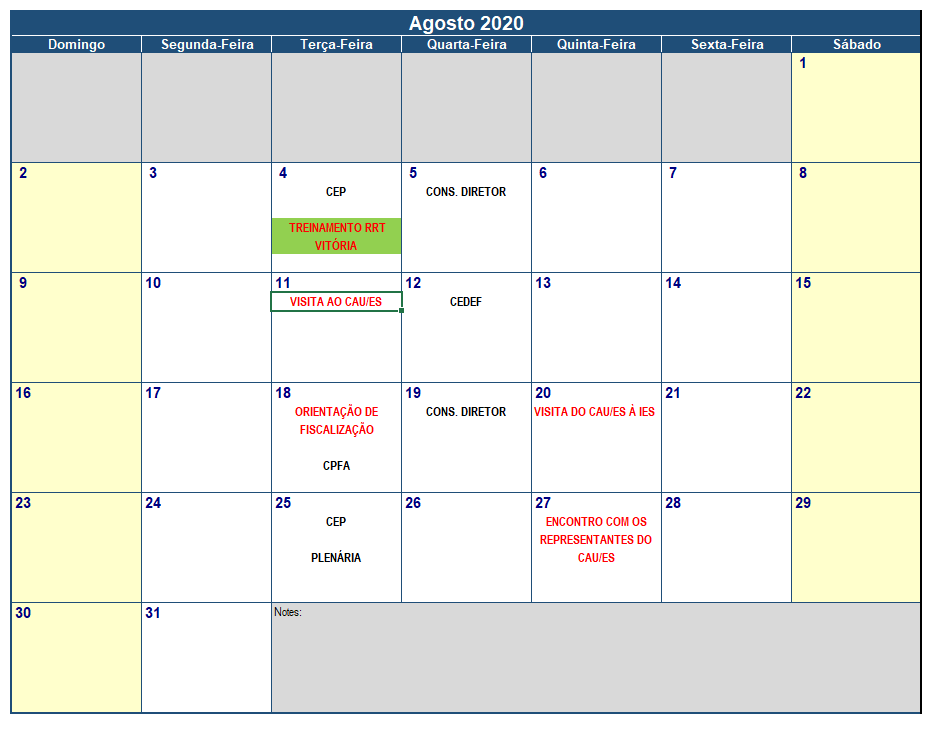 Agosto 2020
Domingo Segunda-Feira Terça-Feira Quarta-Feira Quinta-Feira Sexta-Feira Sábado
1
2 3 4 5 6 7 8
CEP CONS. DIRETOR
TREINAMENTO RRT
VITÓRIA
9 10 11 12 13 14 15
VISITA AO CAU/ES CEDEF
16 17 18 19 20 21 22
ORIENTAÇÃO DE CONS. DIRETOR VISITA DO CAU/ES À IES
FISCALIZAÇÃO
CPFA
23 24 25 26 27 28 29
CEP ENCONTRO COM OS
REPRESENTANTES DO
PLENÁRIA CAU/ES
30 31 Notes: